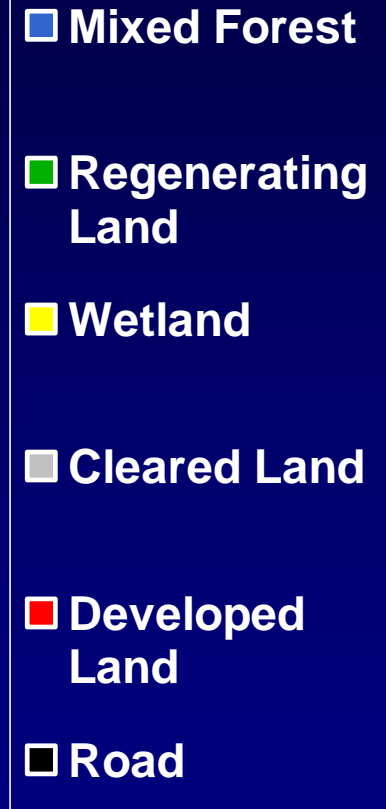 Mixed Forest
Regenerating
Land
Wetland
Cleared Land
Developed
Land
Road